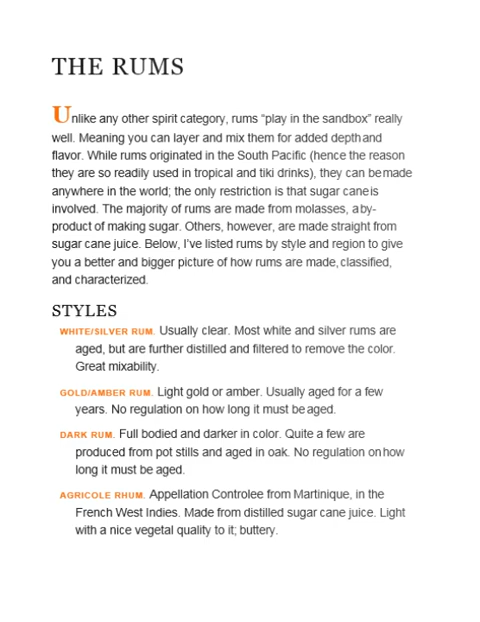 THE RUMS
Unlike any other spirit category, rums “play in the sandbox” really
well. Meaning you can layer and mix them for added depth and
flavor. While rums originated in the South Pacific (hence the reason
they are so readily used in tropical and tiki drinks), they can be made
anywhere in the world; the only restriction is that sugar cane is
involved. The majority of rums are made from molasses, a by-
product of making sugar. Others, however, are made straight from
sugar cane juice. Below, I’ve listed rums by style and region to give
you a better and bigger picture of how rums are made, classified,
and characterized.
STYLES
WHITE/SILVER RUM. Usually clear. Most white and silver rums are
aged, but are further distilled and filtered to remove the color.
Great mixability.
GOLD/AMBER RUM. Light gold or amber. Usually aged for a few
years. No regulation on how long it must be aged.
DARK RUM. Full bodied and darker in color. Quite a few are
produced from pot stills and aged in oak. No regulation on how
long it must be aged.
AGRICOLE RHUM. Appellation Controlee from Martinique, in the
French West Indies. Made from distilled sugar cane juice. Light
with a nice vegetal quality to it; buttery.